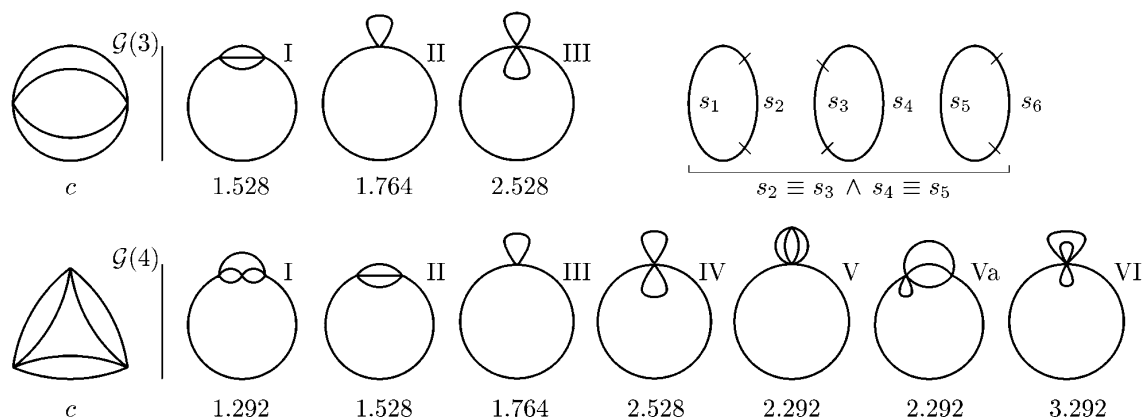 𝒢(3) I II III
s₁ s₂ s₃ s₄ s₅ s₆
c 1.528 1.764 2.528
s₂ ≡ s₃ ∧ s₄ ≡ s₅
𝒢(4) I II III IV V Va VI
c 1.292 1.528 1.764 2.528 2.292 2.292 3.292